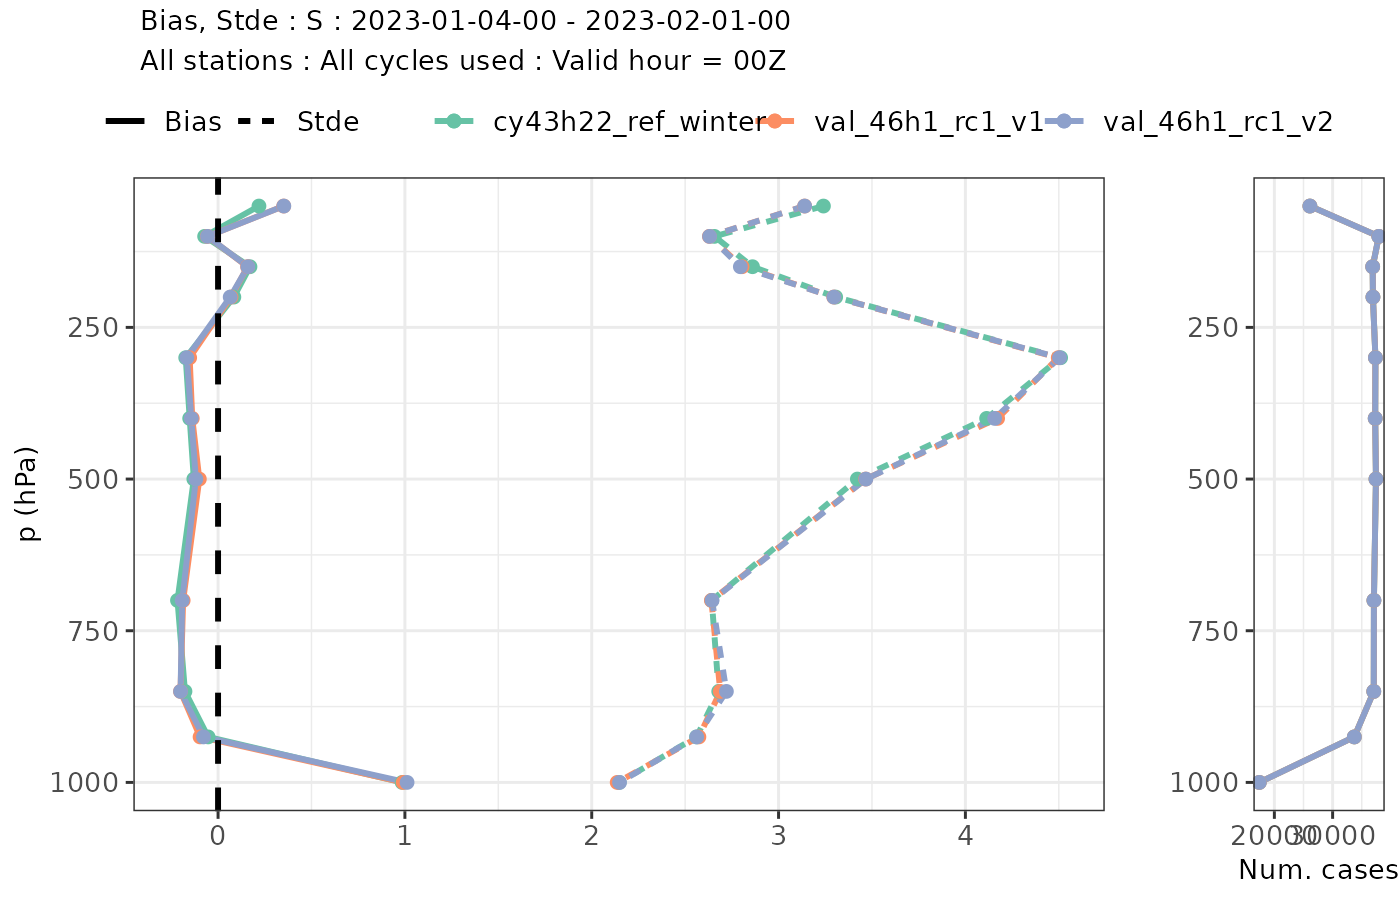 Bias, Stde : S : 2023-01-04-00 - 2023-02-01-00
All stations : All cycles used : Valid hour = 00Z
Bias Stde cy43h22_ref_winter val_46h1_rc1_v1 val_46h1_rc1_v2
p (hPa)
250
500
750
1000
0 1 2 3 4
250
500
750
1000
20000 30000
Num. cases